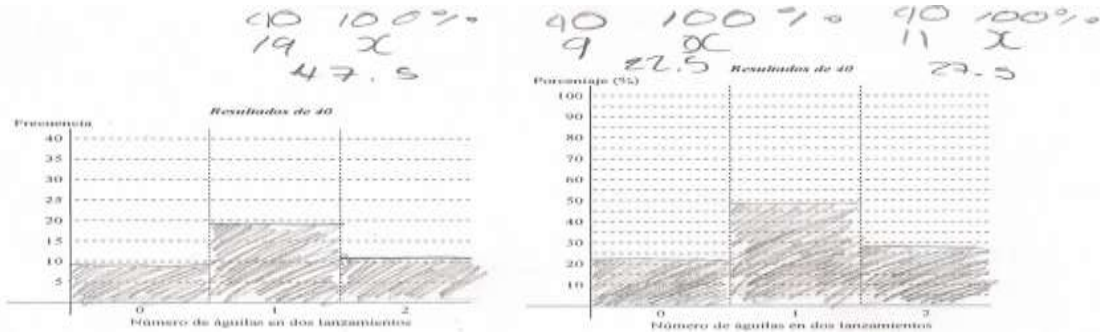 40 100%
19 x
47.5
Resultados de 40
Frecuencia
40
35
30
25
20
15
10
5
0 1 2
Número de águilas en dos lanzamientos
40 100%
9 x
22.5
40 100%
11 x
27.5
Resultados de 40
Porcentaje (%)
100
90
80
70
60
50
40
30
20
10
0 1 2
Número de águilas en dos lanzamientos